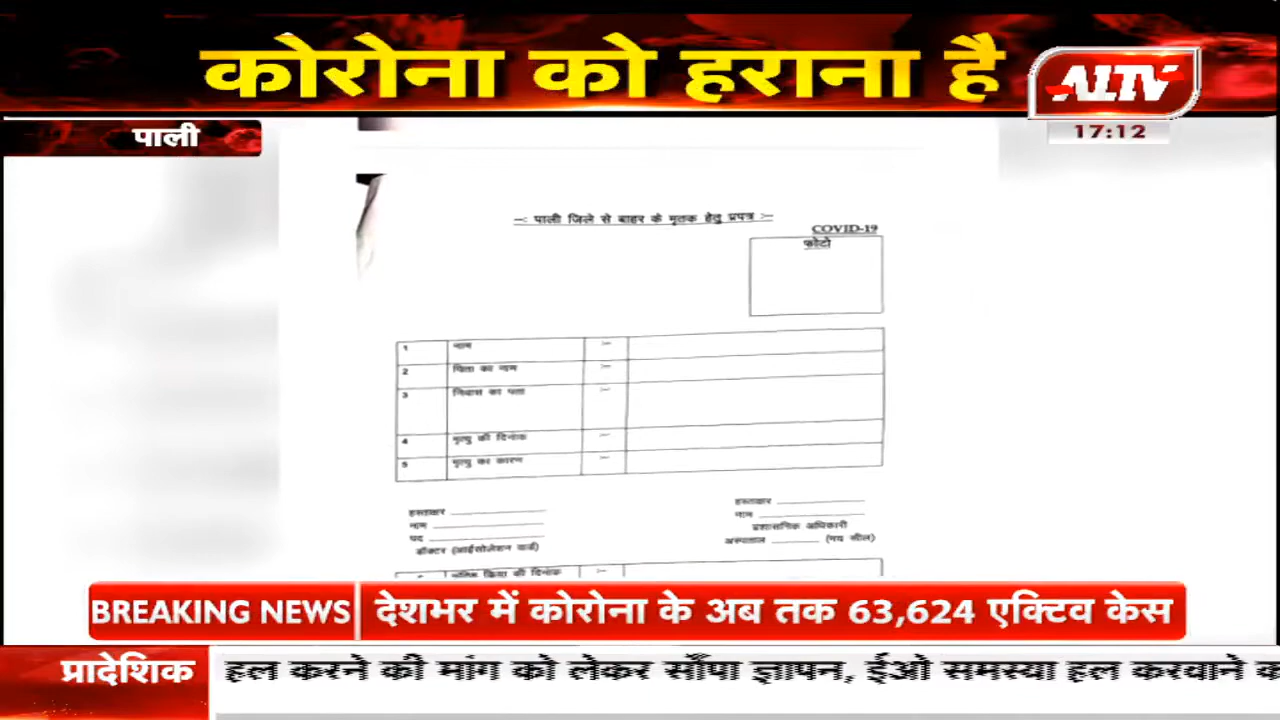 कोरोना को हराना है
ALTV
17:12
पाली
-: पाली जिले से बाहर के मृतक हेतु प्रपत्र :-
COVID-19
फोटो
1 नाम :-
2 पिता का नाम :-
3 निवास का पता :-
4 मृत्यु की दिनांक :-
5 मृत्यु का कारण :-
हस्ताक्षर
नाम
पद
डॉक्टर (आईसोलेशन वार्ड)
हस्ताक्षर
नाम
प्रशासनिक अधिकारी
अस्पताल (मय सील)
क्रिया की दिनांक :-
BREAKING NEWS देशभर में कोरोना के अब तक 63,624 एक्टिव केस
प्रादेशिक हल करने की मांग को लेकर सौंपा ज्ञापन, ईओ समस्या हल करवाने